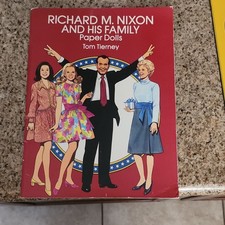 RICHARD M. NIXON
AND HIS FAMILY
Paper Dolls
Tom Tierney